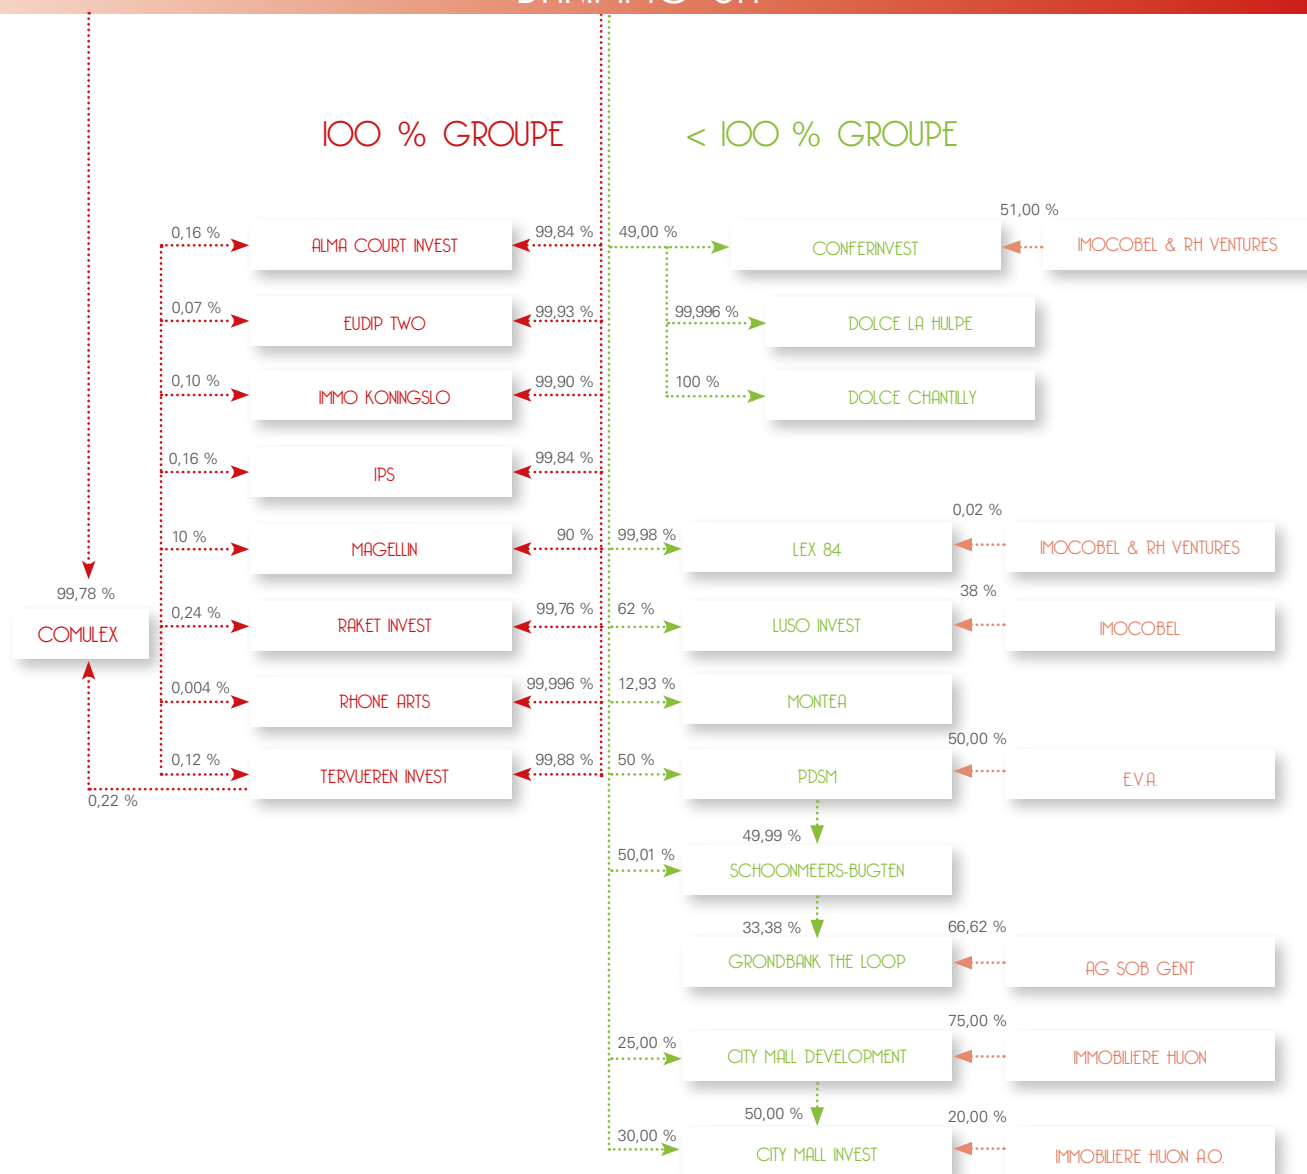 100 % GROUPE
< 100 % GROUPE
0,16 %
ALMA COURT INVEST
99,84 %
49,00 %
CONFERINVEST
51,00 %
IMOCOBEL & RH VENTURES
0,07 %
EUDIP TWO
99,93 %
99,996 %
DOLCE LA HULPE
0,10 %
IMMO KONINGSLO
99,90 %
100 %
DOLCE CHANTILLY
0,16 %
IPS
99,84 %
10 %
MAGELLIN
90 %
99,98 %
LEX 84
0,02 %
IMOCOBEL & RH VENTURES
99,78 %
COMULEX
0,24 %
RAKET INVEST
99,76 %
62 %
LUSO INVEST
38 %
IMOCOBEL
0,004 %
RHONE ARTS
99,996 %
12,93 %
MONTEA
0,12 %
TERVUEREN INVEST
99,88 %
50 %
PDSM
50,00 %
E.V.A.
0,22 %
49,99 %
50,01 %
SCHOONMEERS-BUGTEN
33,38 %
GRONDBANK THE LOOP
66,62 %
AG SOB GENT
25,00 %
CITY MALL DEVELOPMENT
75,00 %
IMMOBILIERE HUON
50,00 %
30,00 %
CITY MALL INVEST
20,00 %
IMMOBILIERE HUON A.O.